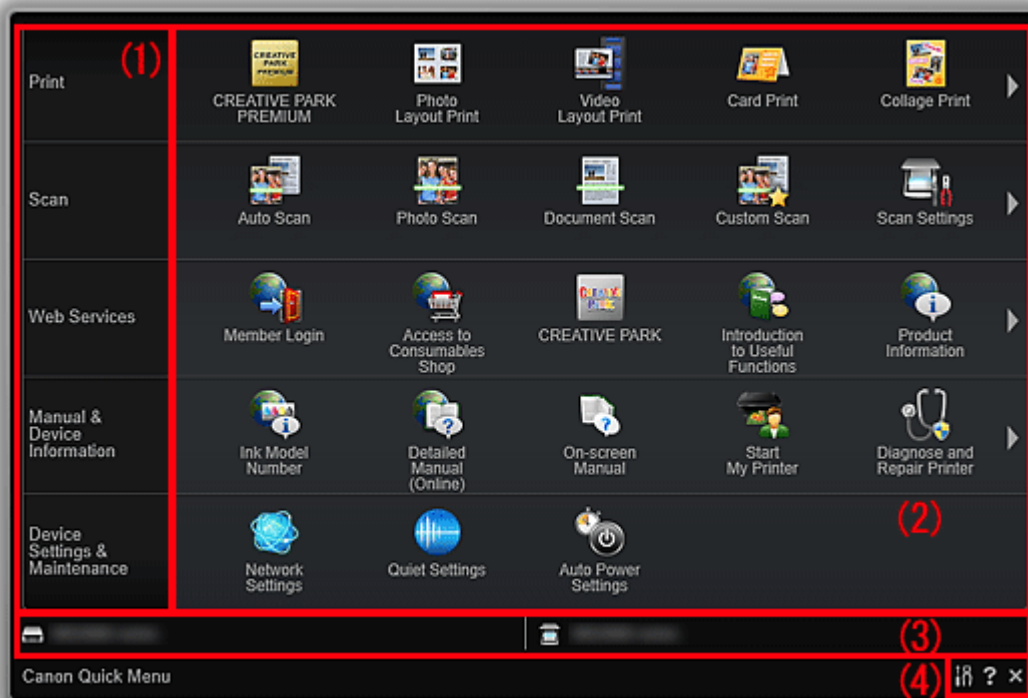 (1)
Print
CREATIVE
PARK
PREMIUM
CREATIVE PARK
PREMIUM
Photo
Layout Print
Video
Layout Print
Card Print
Collage Print
Scan
Auto Scan
Photo Scan
Document Scan
Custom Scan
Scan Settings
Web Services
Member Login
Access to
Consumables
Shop
CREATIVE PARK
Introduction
to Useful
Functions
Product
Information
Manual &
Device
Information
Ink Model
Number
Detailed
Manual
(Online)
On-screen
Manual
Start
My Printer
Diagnose and
Repair Printer
(2)
Device
Settings &
Maintenance
Network
Settings
Quiet Settings
Auto Power
Settings
(3)
Canon Quick Menu
(4)
? ×